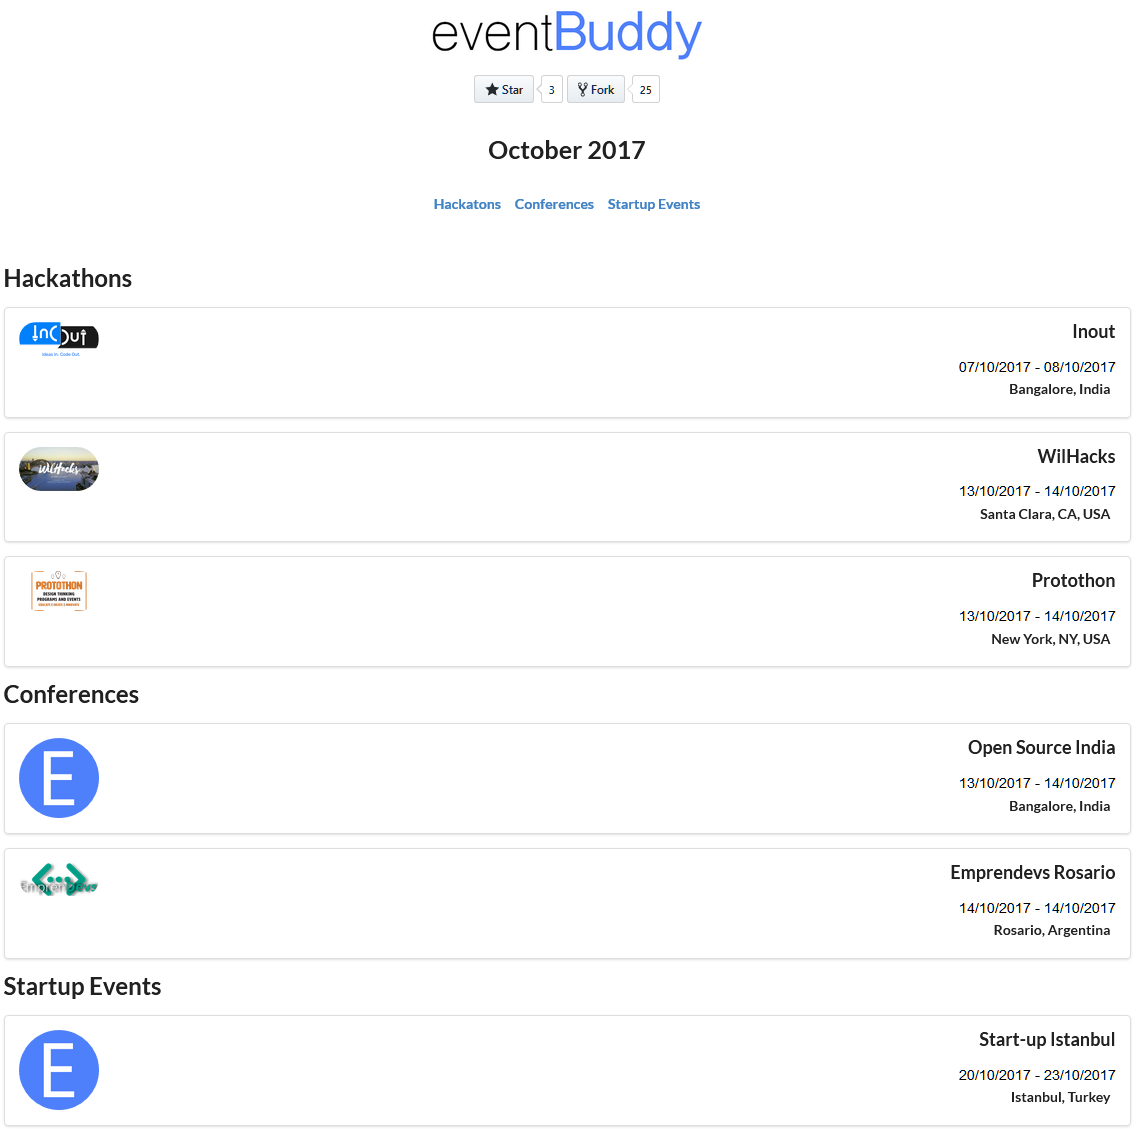 eventBuddy
Star 3 Fork 25
October 2017
Hackatons Conferences Startup Events
Hackathons
InOut
Ideas In. Code Out.
Inout
07/10/2017 - 08/10/2017
Bangalore, India
WilHacks
WilHacks
13/10/2017 - 14/10/2017
Santa Clara, CA, USA
PROTOTHON
DESIGN THINKING
PROGRAMS AND EVENTS
Protothon
13/10/2017 - 14/10/2017
New York, NY, USA
Conferences
E
Open Source India
13/10/2017 - 14/10/2017
Bangalore, India
EmprenDevs
Emprendevs Rosario
14/10/2017 - 14/10/2017
Rosario, Argentina
Startup Events
E
Start-up Istanbul
20/10/2017 - 23/10/2017
Istanbul, Turkey